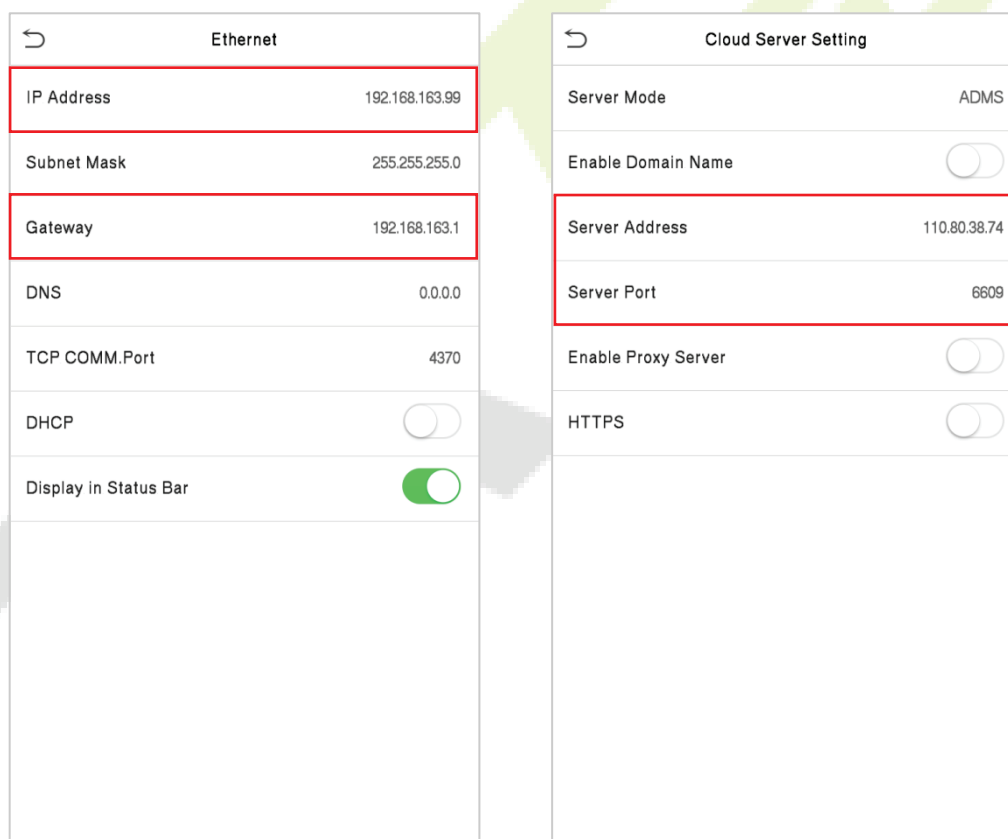 Ethernet
IP Address 192.168.163.99
Subnet Mask 255.255.255.0
Gateway 192.168.163.1
DNS 0.0.0.0
TCP COMM.Port 4370
DHCP
Display in Status Bar
Cloud Server Setting
Server Mode ADMS
Enable Domain Name
Server Address 110.80.38.74
Server Port 6609
Enable Proxy Server
HTTPS